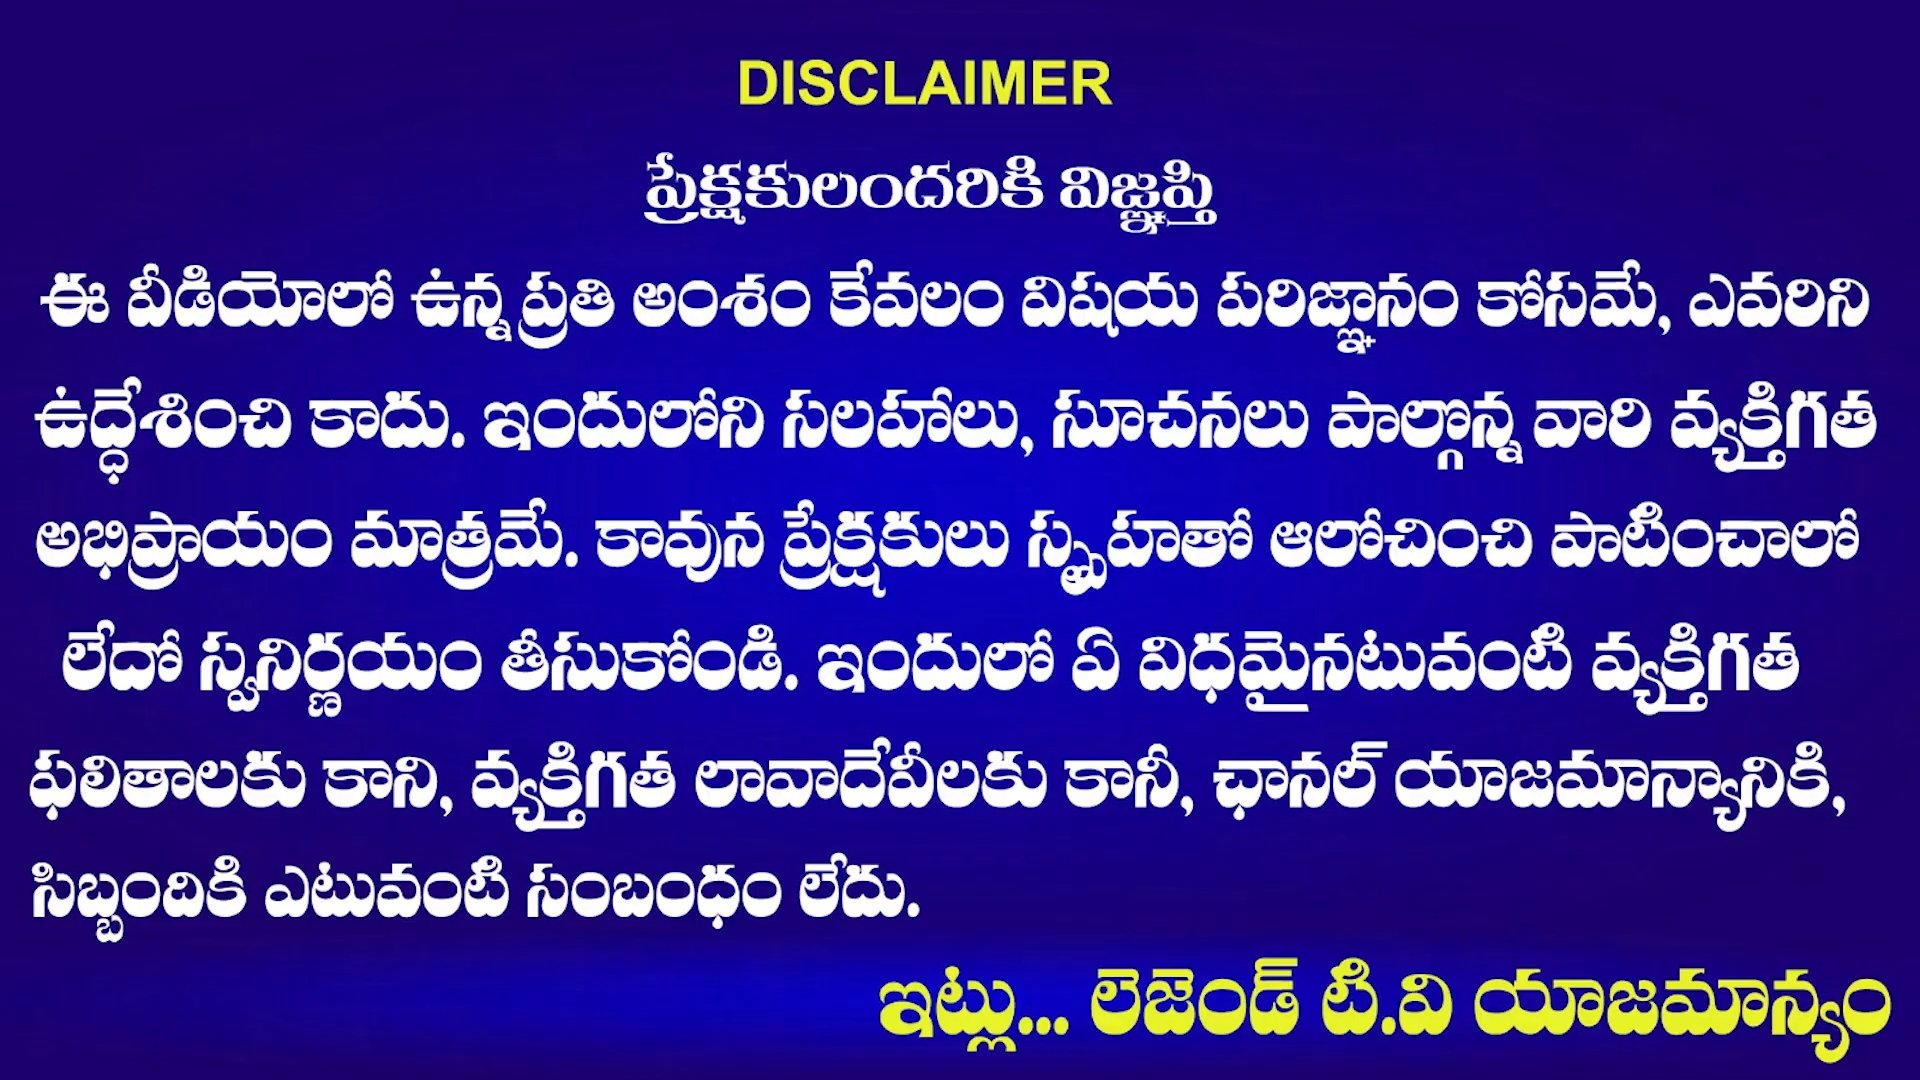 DISCLAIMER
ప్రేక్షకులందరికి విజ్ఞప్తి
ఈ వీడియోలో ఉన్న ప్రతి అంశం కేవలం విషయ పరిజ్ఞానం కోసమే, ఎవరిని
ఉద్ధేశించి కాదు. ఇందులోని సలహాలు, సూచనలు పాల్గొన్న వారి వ్యక్తిగత
అభిప్రాయం మాత్రమే. కావున ప్రేక్షకులు స్పృహతో ఆలోచించి పాటించాలో
లేదో స్వనిర్ణయం తీసుకోండి. ఇందులో ఏ విధమైనటువంటి వ్యక్తిగత
ఫలితాలకు కాని, వ్యక్తిగత లావాదేవీలకు కానీ, ఛానల్ యాజమాన్యానికి,
సిబ్బందికి ఎటువంటి సంబంధం లేదు.
ఇట్లు... లెజెండ్ టి.వి యాజమాన్యం